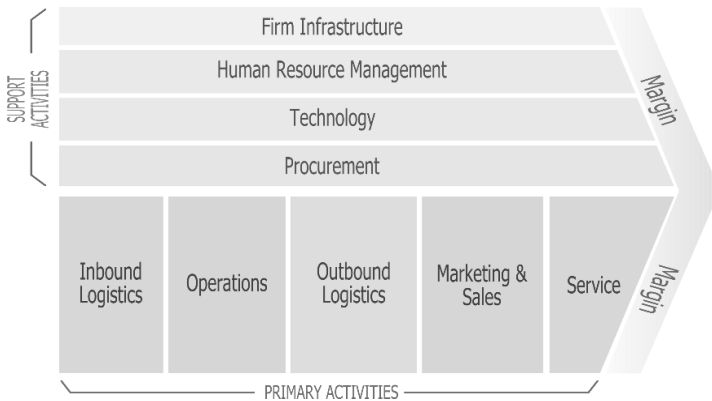 Firm Infrastructure
Human Resource Management
Technology
Procurement
SUPPORT
ACTIVITIES
Margin
Inbound
Logistics
Operations
Outbound
Logistics
Marketing &
Sales
Service
Margin
PRIMARY ACTIVITIES